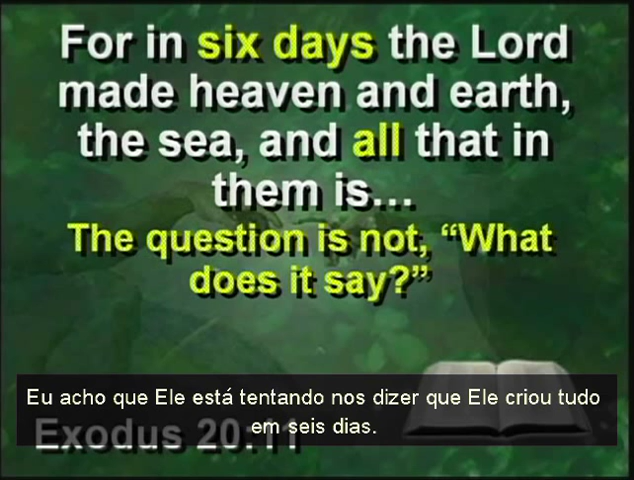 For in six days the Lord
made heaven and earth,
the sea, and all that in
them is...
The question is not, “What
does it say?”
Eu acho que Ele está tentando nos dizer que Ele criou tudo
em seis dias.
Exodus 20:11